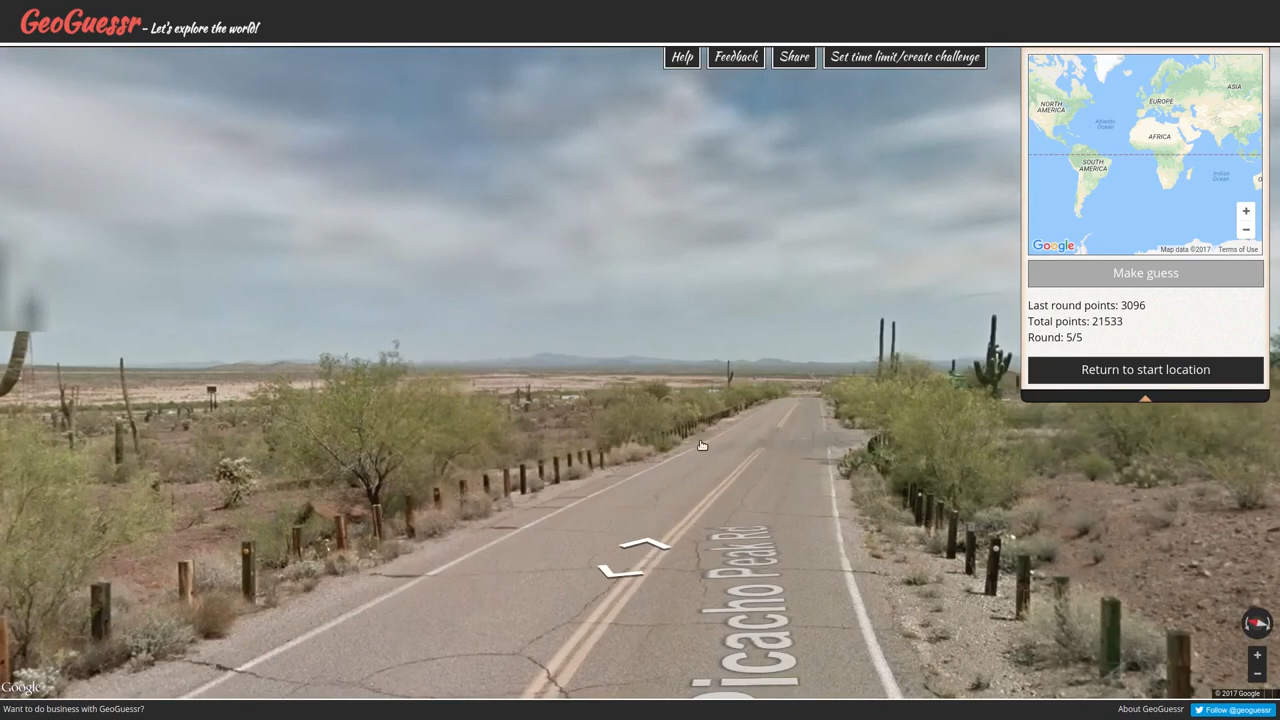 GeoGuessr - Let's explore the world!
Help
Feedback
Share
Set time limit/create challenge
NORTH AMERICA
EUROPE
ASIA
Atlantic Ocean
AFRICA
SOUTH AMERICA
Indian Ocean
O
+
−
Google
Map data ©2017
Terms of Use
Make guess
Last round points: 3096
Total points: 21533
Round: 5/5
Return to start location
Picacho Peak Rd
+
−
Google
© 2017 Google
Want to do business with GeoGuessr?
About GeoGuessr
Follow @geoguessr